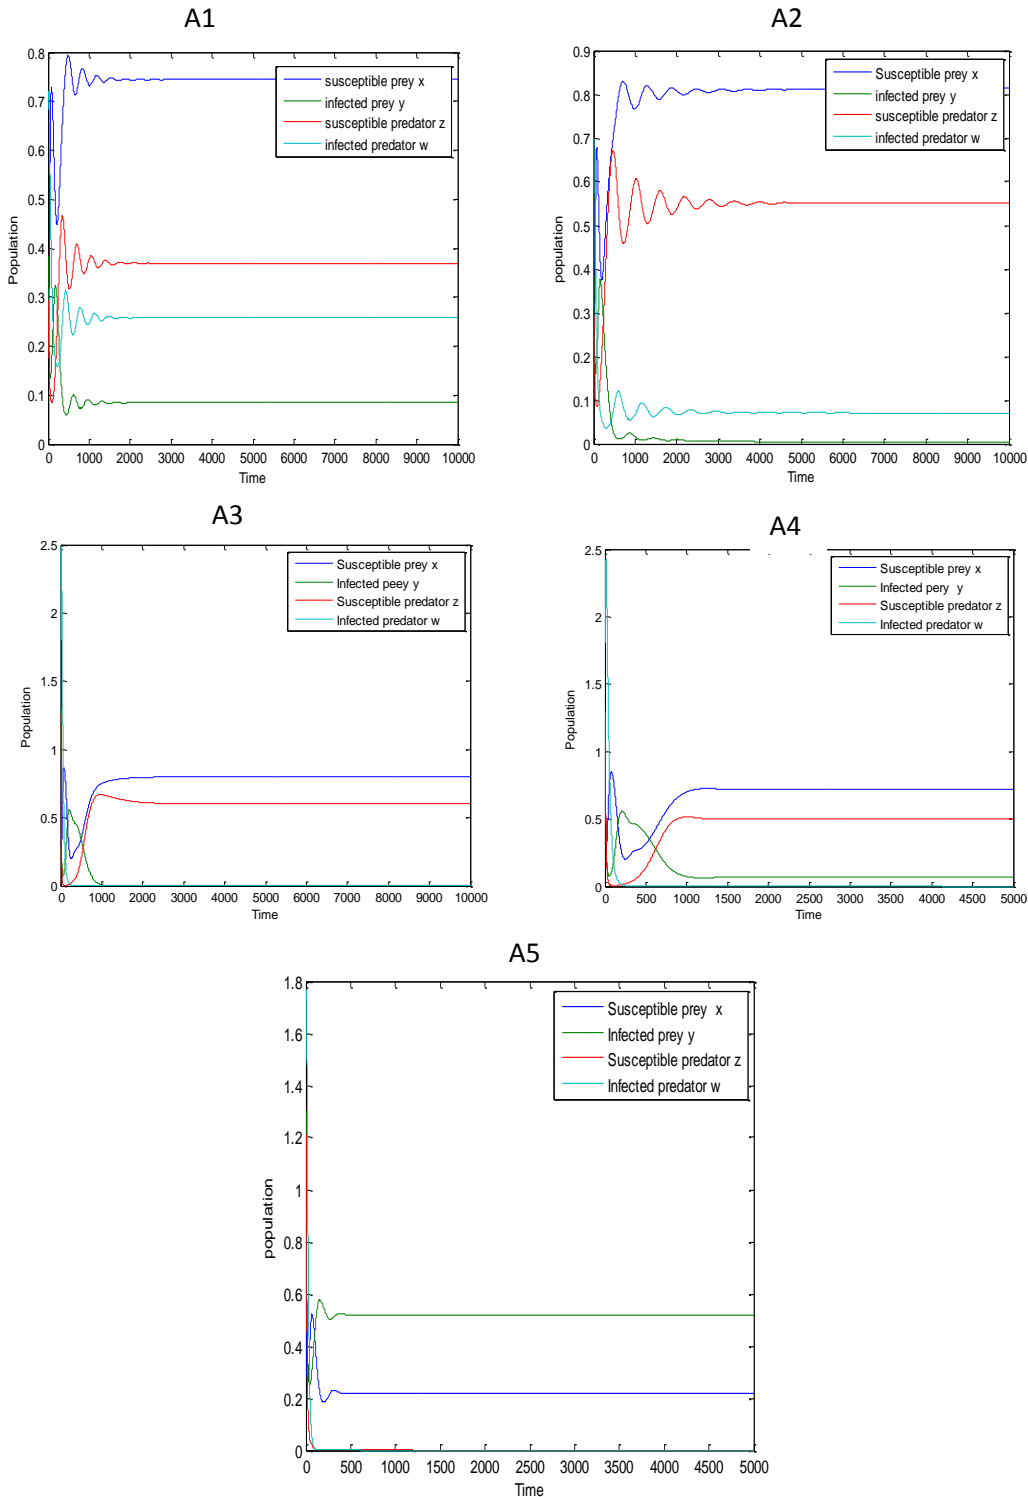 A1
0.8
0.7
0.6
0.5
0.4
0.3
0.2
0.1
0
Population
susceptible prey x
infected prey y
susceptible predator z
infected predator w
0 1000 2000 3000 4000 5000 6000 7000 8000 9000 10000
Time
A2
0.9
0.8
0.7
0.6
0.5
0.4
0.3
0.2
0.1
0
population
Susceptible prey x
infected prey y
susceptible predator z
infected predator w
0 1000 2000 3000 4000 5000 6000 7000 8000 9000 10000
Time
A3
2.5
2
1.5
1
0.5
0
Population
Susceptible prey x
Infected peey y
Susceptible predator z
Infected predator w
0 1000 2000 3000 4000 5000 6000 7000 8000 9000 10000
Time
A4
2.5
2
1.5
1
0.5
0
Population
Susceptible prey x
Infected pery y
Susceptible predator z
Infected predator w
0 500 1000 1500 2000 2500 3000 3500 4000 4500 5000
Time
A5
1.8
1.6
1.4
1.2
1
0.8
0.6
0.4
0.2
0
population
Susceptible prey x
Infected prey y
Susceptible predator z
Infected predator w
0 500 1000 1500 2000 2500 3000 3500 4000 4500 5000
Time